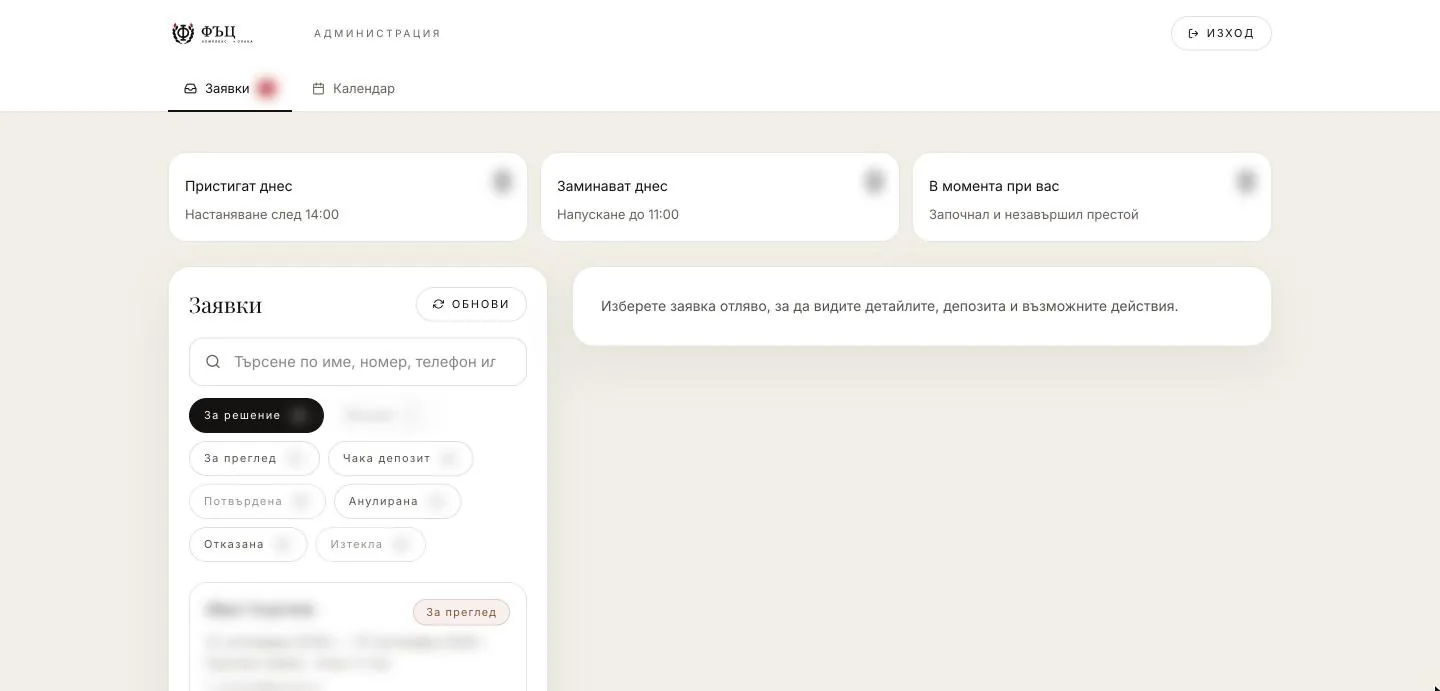 ФЪЦ
АДМИНИСТРАЦИЯ
ИЗХОД
Заявки
Календар
Пристигат днес
Настаняване след 14:00
Заминават днес
Напускане до 11:00
В момента при вас
Започнал и незавършил престой
Заявки
ОБНОВИ
Търсене по име, номер, телефон ил
Изберете заявка отляво, за да видите детайлите, депозита и възможните действия.
За решение
За преглед
Чака депозит
Потвърдена
Анулирана
Отказана
Изтекла
За преглед